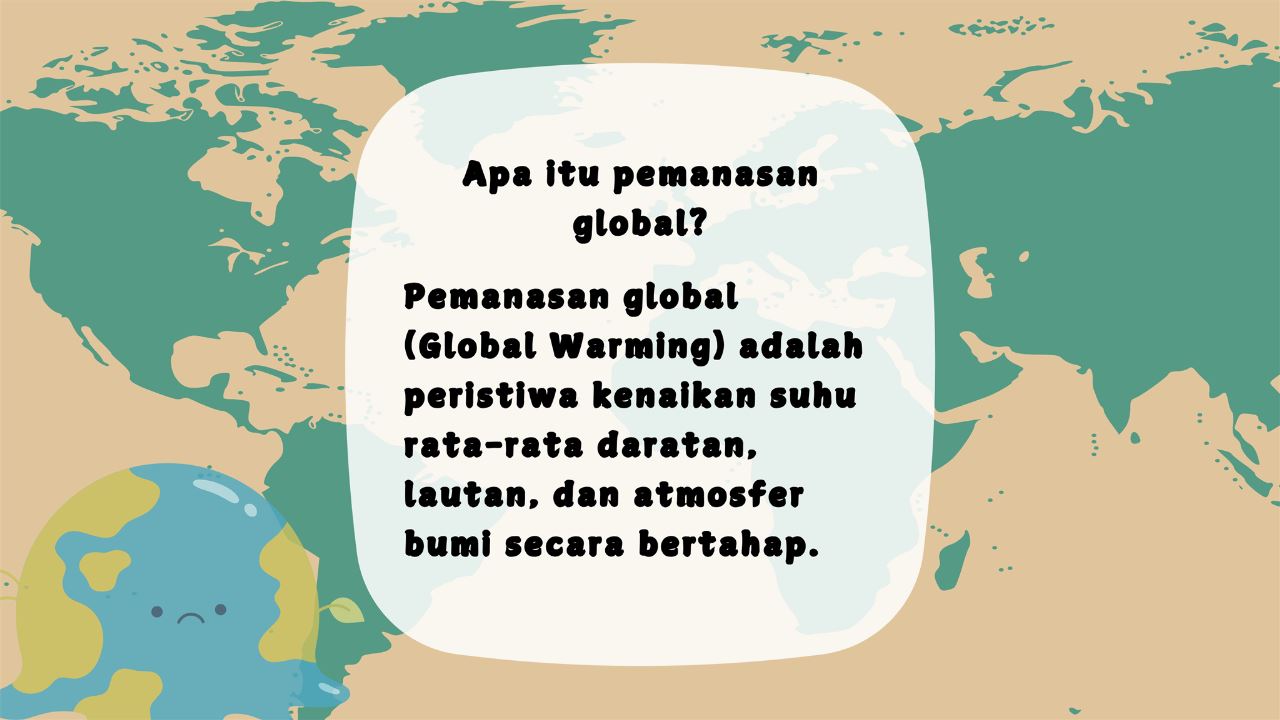 Apa itu pemanasan
global?
Pemanasan global
(Global Warming) adalah
peristiwa kenaikan suhu
rata-rata daratan,
lautan, dan atmosfer
bumi secara bertahap.